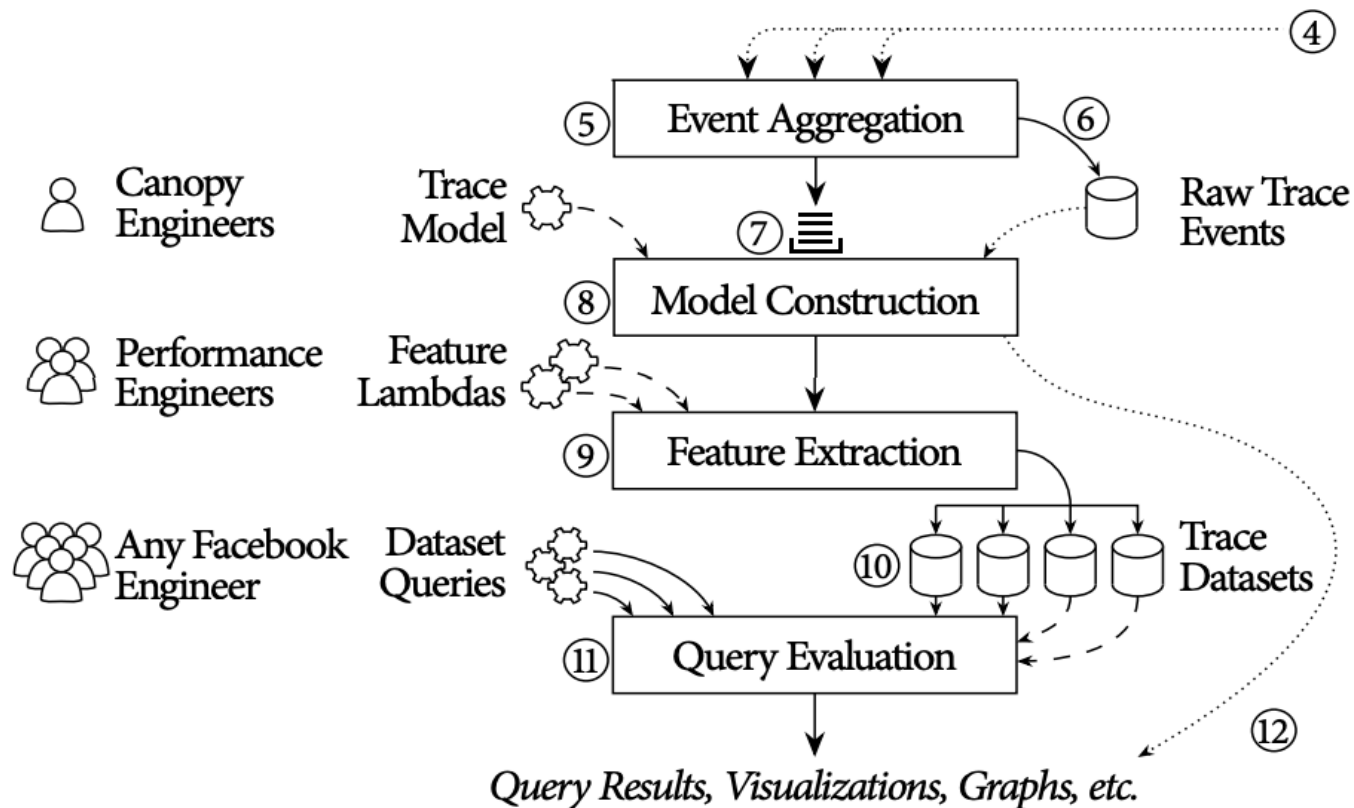 ④
⑤
Event Aggregation
⑥
Canopy
Engineers
Trace
Model
⑦
Raw Trace
Events
⑧
Model Construction
Performance
Engineers
Feature
Lambdas
⑨
Feature Extraction
Any Facebook
Engineer
Dataset
Queries
⑩
Trace
Datasets
⑪
Query Evaluation
⑫
Query Results, Visualizations, Graphs, etc.